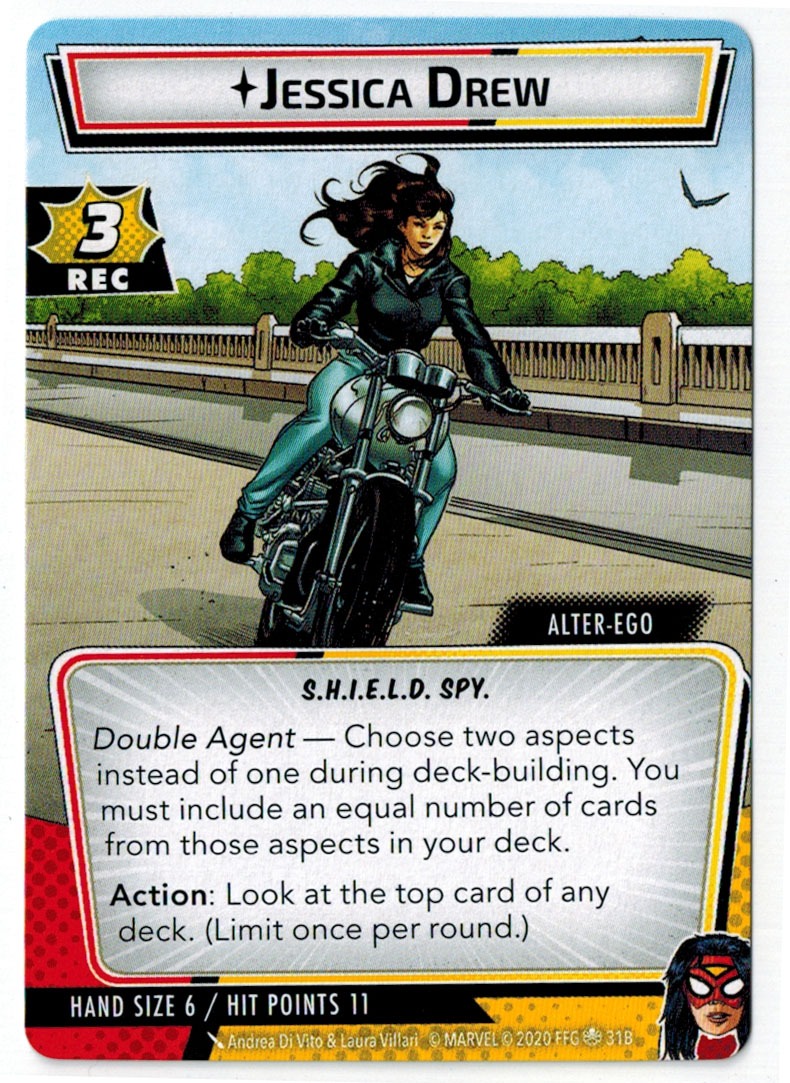 Jessica Drew
3
REC
ALTER-EGO
S.H.I.E.L.D. SPY.
Double Agent — Choose two aspects
instead of one during deck-building. You
must include an equal number of cards
from those aspects in your deck.
Action: Look at the top card of any
deck. (Limit once per round.)
HAND SIZE 6 / HIT POINTS 11
Andrea Di Vito & Laura Villari © MARVEL © 2020 FFG 31B